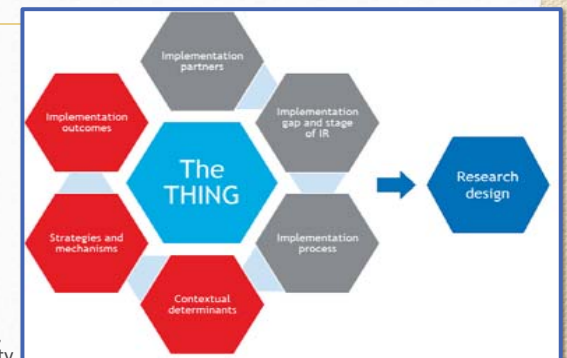 Implementation
partners
Implementation
outcomes
Implementation
gap and stage
of IR
The
THING
Research
design
Strategies and
mechanisms
Implementation
process
Contextual
determinants